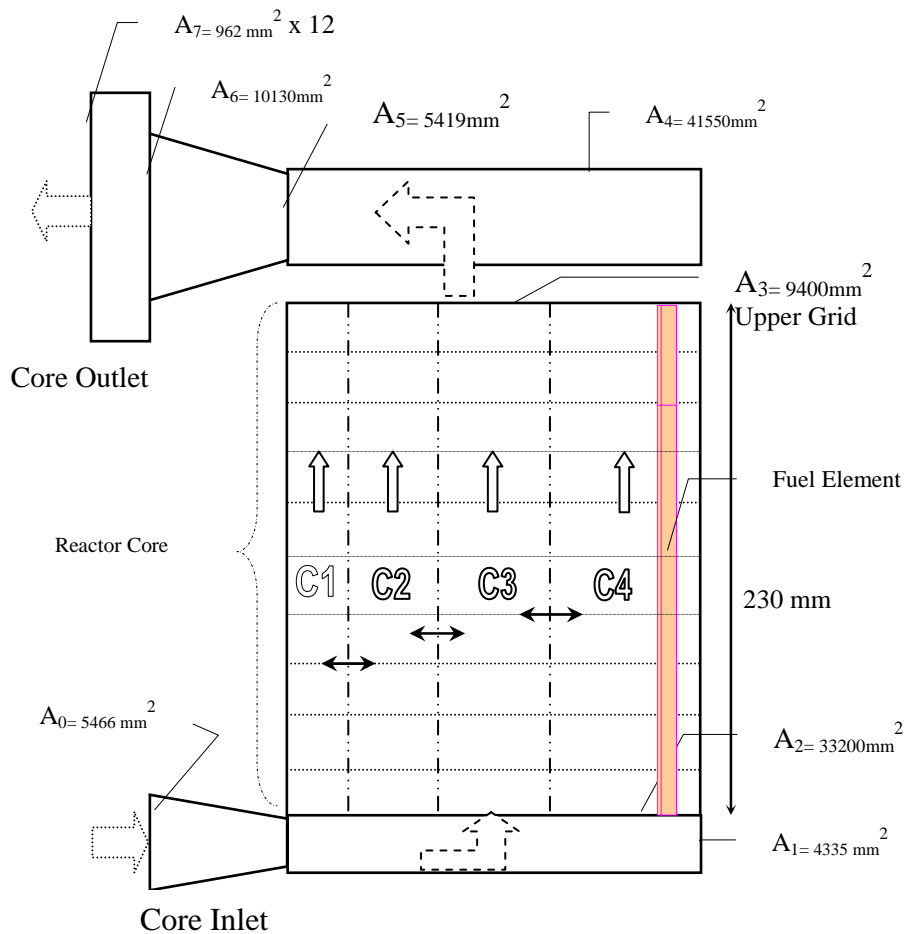 A7= 962 mm² x 12
A6= 10130mm²
A5= 5419mm²
A4= 41550mm²
A3= 9400mm²
Upper Grid
Core Outlet
Fuel Element
Reactor Core
C1 C2 C3 C4
230 mm
A0= 5466 mm²
A2= 33200mm²
A1= 4335 mm²
Core Inlet